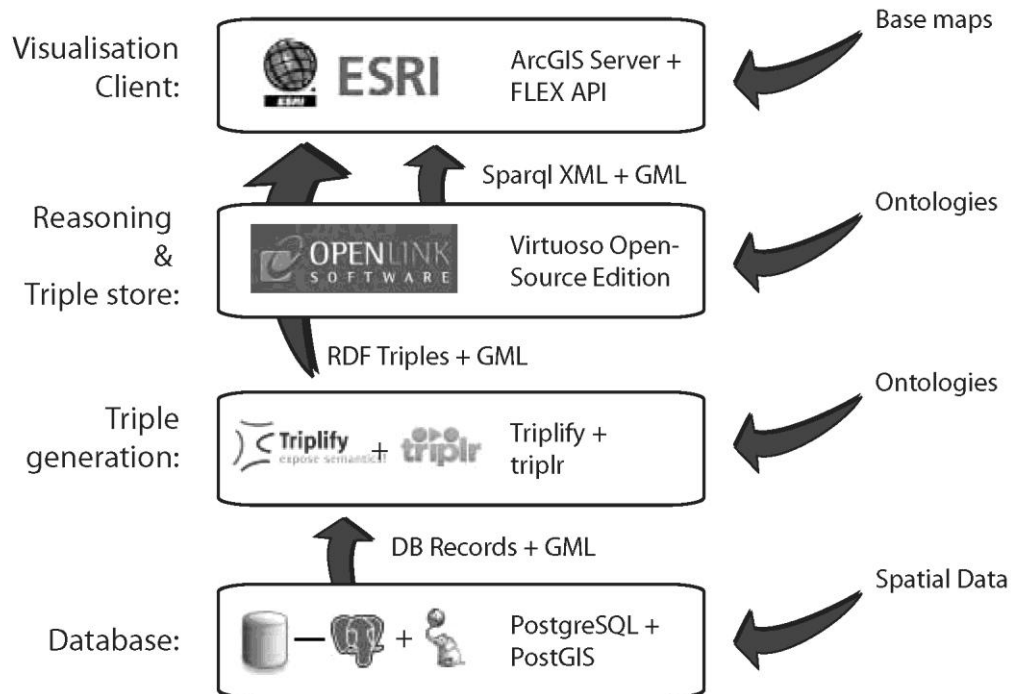 Base maps
Visualisation
Client:
ESRI
ESRI
ArcGIS Server +
FLEX API
Sparql XML + GML
Ontologies
Reasoning
&
Triple store:
OPENLINK
SOFTWARE
Virtuoso Open-
Source Edition
RDF Triples + GML
Ontologies
Triple
generation:
Triplify
expose semantics!
+
triplr
Triplify +
triplr
DB Records + GML
Spatial Data
Database:
+
PostgreSQL +
PostGIS